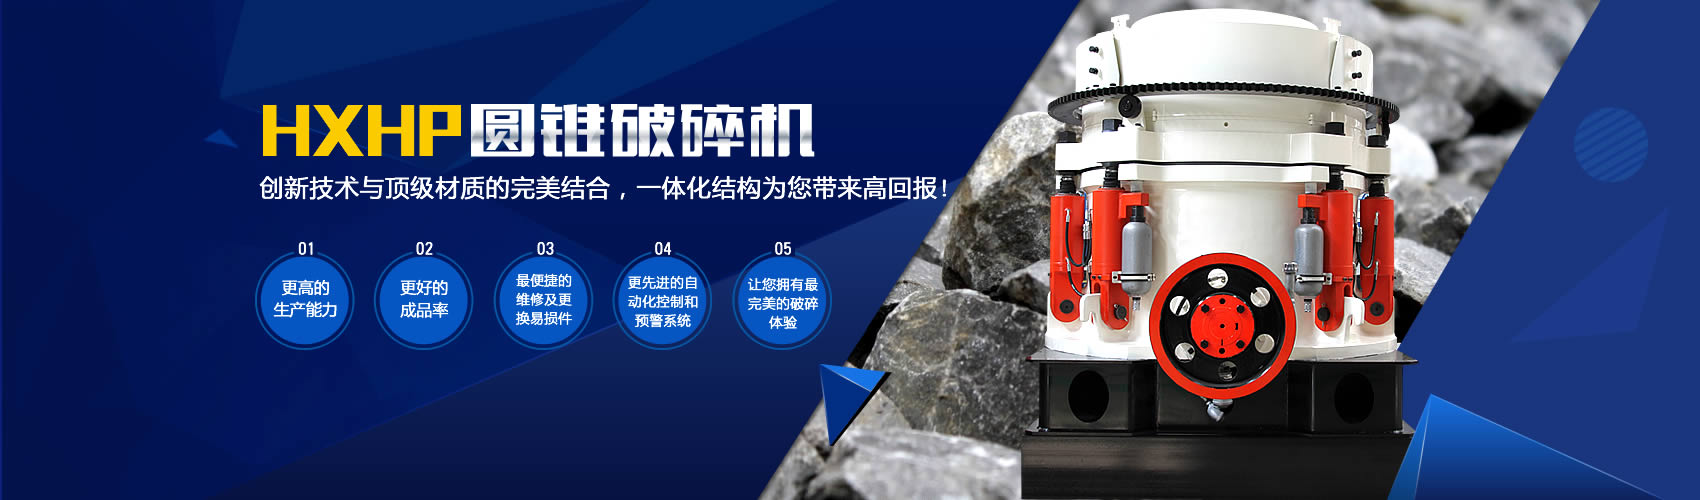 HXHP圆锥破碎机
创新技术与顶级材质的完美结合，一体化结构为您带来高回报！
01
更高的
生产能力
02
更好的
成品率
03
最便捷的
维修及更
换易损件
04
更先进的自
动化控制和
预警系统
05
让您拥有最
完美的破碎
体验